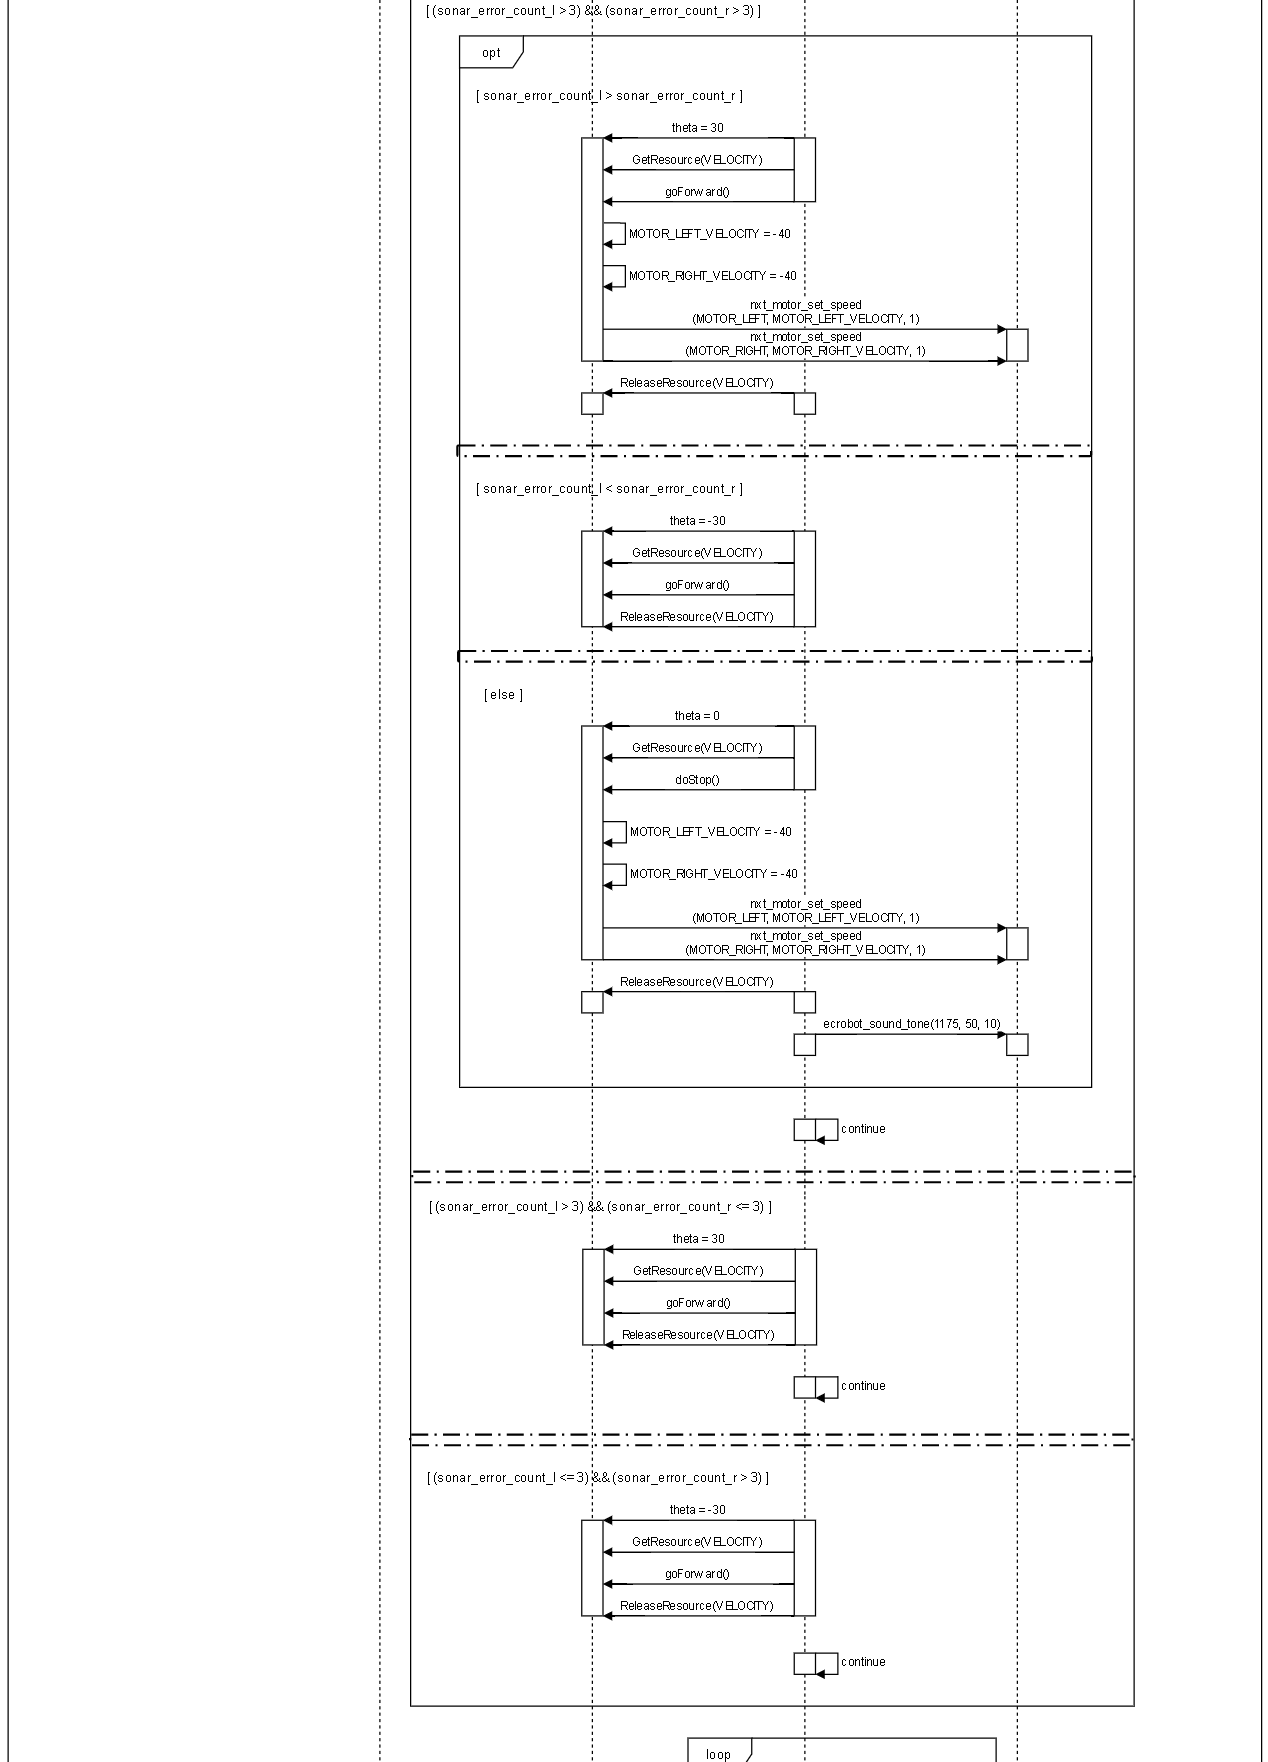 [ (sonar_error_count_l > 3) && (sonar_error_count_r > 3) ]
opt
[ sonar_error_count_l > sonar_error_count_r ]
theta = 30
GetResource(VELOCITY)
goForward()
MOTOR_LEFT_VELOCITY = -40
MOTOR_RIGHT_VELOCITY = -40
nxt_motor_set_speed
(MOTOR_LEFT, MOTOR_LEFT_VELOCITY, 1)
nxt_motor_set_speed
(MOTOR_RIGHT, MOTOR_RIGHT_VELOCITY, 1)
ReleaseResource(VELOCITY)
[ sonar_error_count_l < sonar_error_count_r ]
theta = -30
GetResource(VELOCITY)
goForward()
ReleaseResource(VELOCITY)
[ else ]
theta = 0
GetResource(VELOCITY)
doStop()
MOTOR_LEFT_VELOCITY = -40
MOTOR_RIGHT_VELOCITY = -40
nxt_motor_set_speed
(MOTOR_LEFT, MOTOR_LEFT_VELOCITY, 1)
nxt_motor_set_speed
(MOTOR_RIGHT, MOTOR_RIGHT_VELOCITY, 1)
ReleaseResource(VELOCITY)
ecrobot_sound_tone(1175, 50, 10)
continue
[ (sonar_error_count_l > 3) && (sonar_error_count_r <= 3) ]
theta = 30
GetResource(VELOCITY)
goForward()
ReleaseResource(VELOCITY)
continue
[ (sonar_error_count_l <= 3) && (sonar_error_count_r > 3) ]
theta = -30
GetResource(VELOCITY)
goForward()
ReleaseResource(VELOCITY)
continue
loop